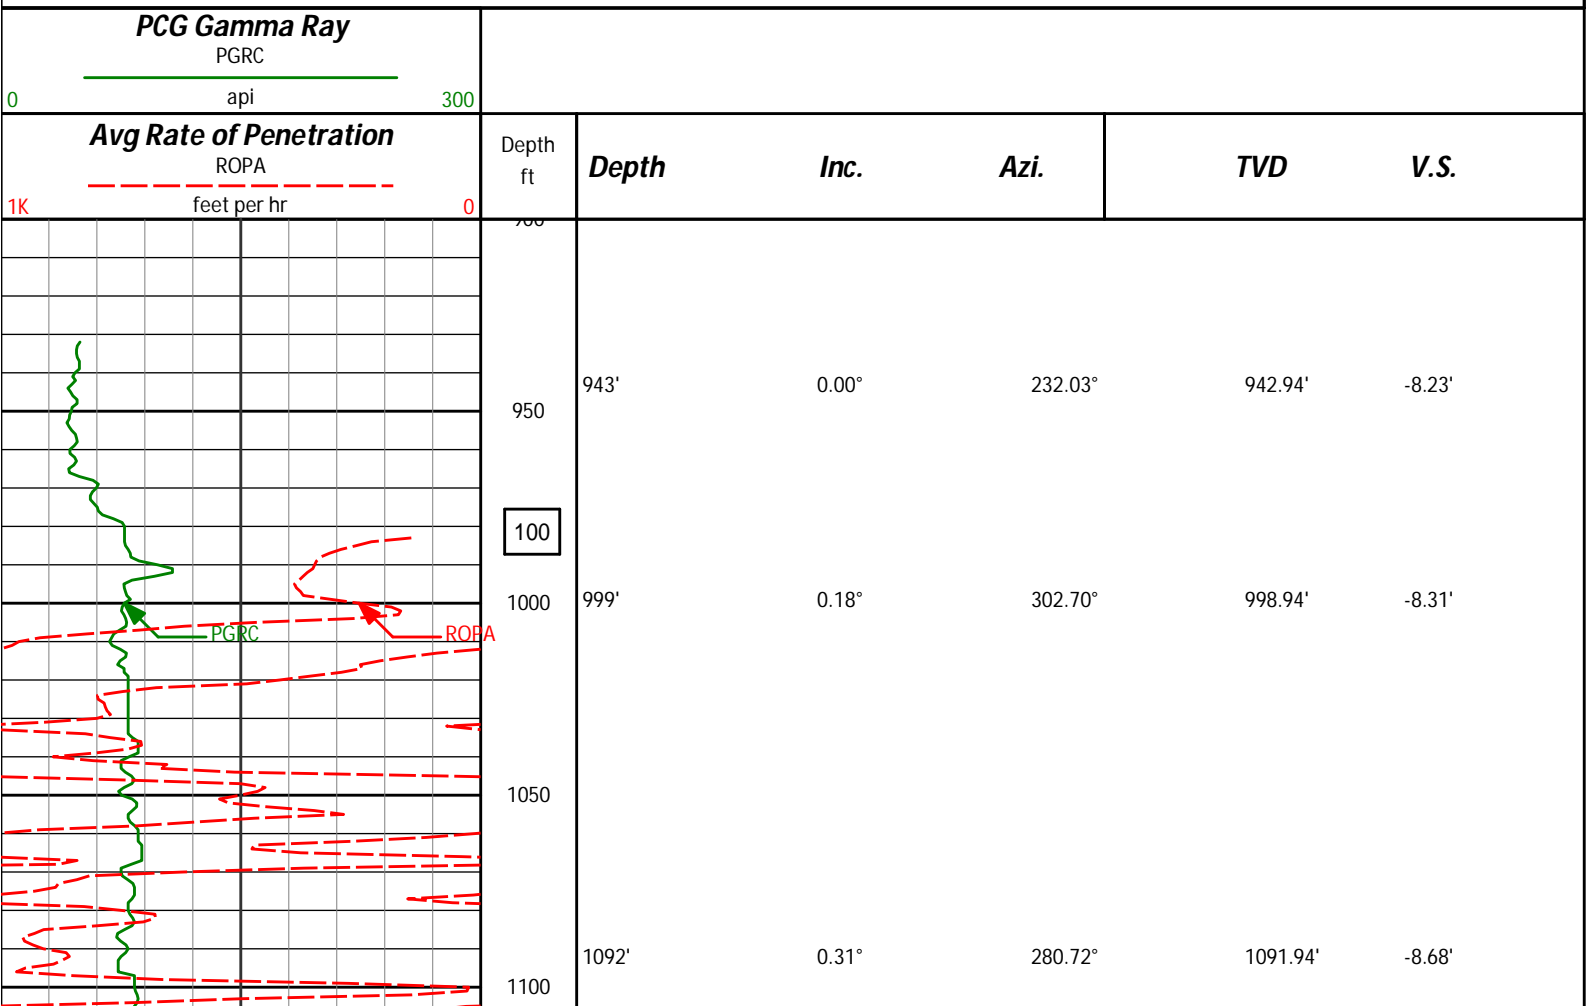 PCG Gamma Ray
PGRC
0 api 300
Avg Rate of Penetration
ROPA
1K feet per hr 0
Depth
ft
Depth Inc. Azi. TVD V.S.
943' 0.00° 232.03° 942.94' -8.23'
950
100
1000 999' 0.18° 302.70° 998.94' -8.31'
PGRC ROPA
1050
1092' 0.31° 280.72° 1091.94' -8.68'
1100